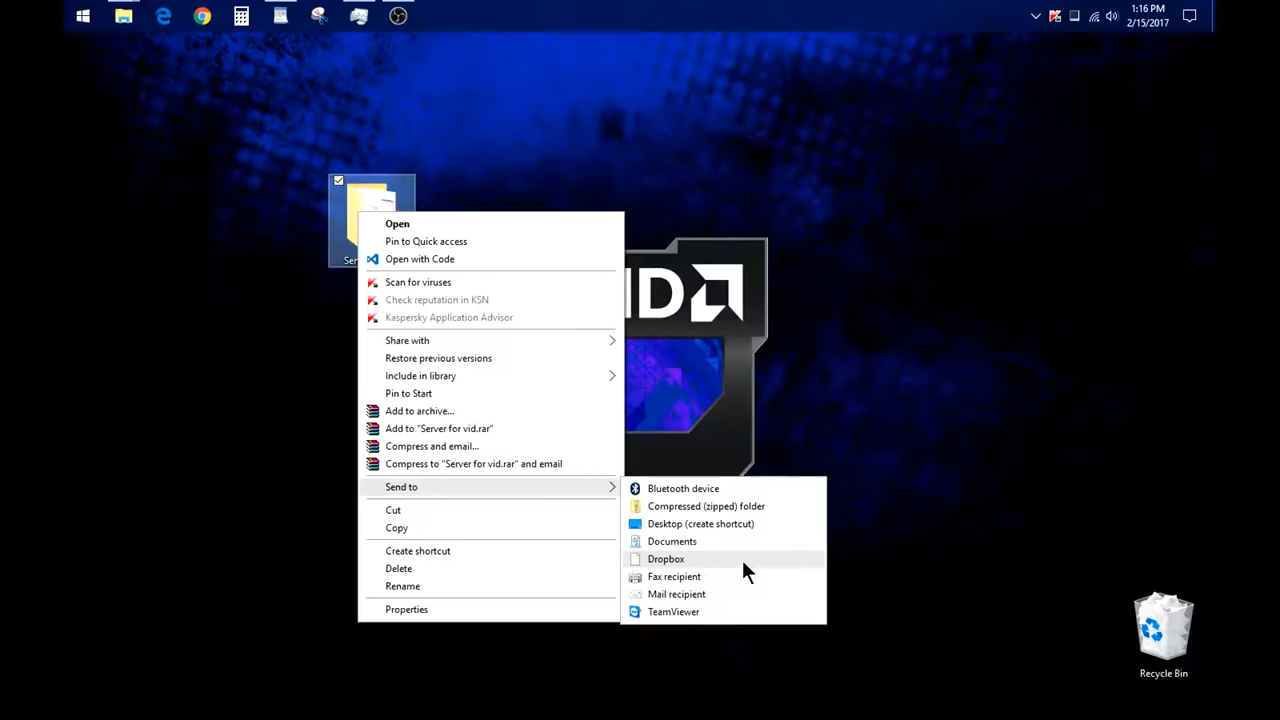 1:16 PM
2/15/2017
Ser
Open
Pin to Quick access
Open with Code
Scan for viruses
Check reputation in KSN
Kaspersky Application Advisor
Share with
Restore previous versions
Include in library
Pin to Start
Add to archive...
Add to "Server for vid.rar"
Compress and email...
Compress to "Server for vid.rar" and email
Send to
Cut
Copy
Create shortcut
Delete
Rename
Properties
Bluetooth device
Compressed (zipped) folder
Desktop (create shortcut)
Documents
Dropbox
Fax recipient
Mail recipient
TeamViewer
Recycle Bin